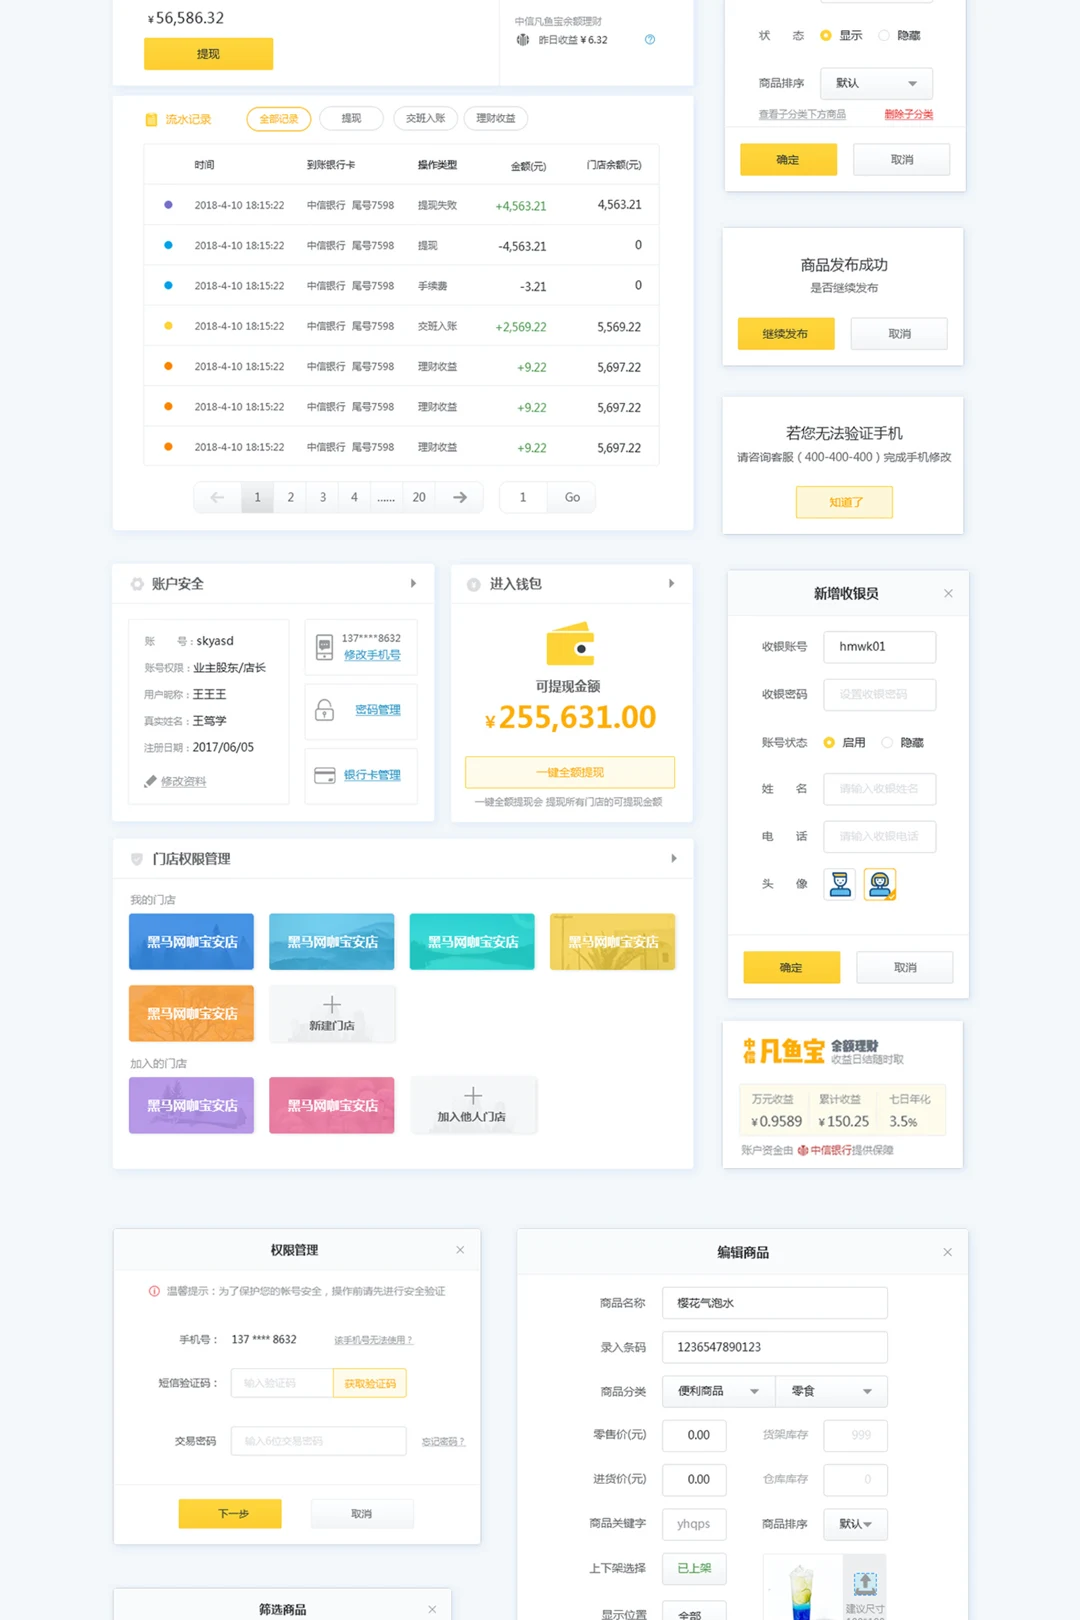 ¥56,586.32
提现
中信凡鱼宝余额理财
昨日收益 ¥ 6.32
状 态 显示 隐藏
商品排序 默认
查看子分类下方商品 删除子分类
确定 取消
流水记录 全部记录 提现 交班入账 理财收益
时间 到账银行卡 操作类型 金额(元) 门店余额(元)
2018-4-10 18:15:22 中信银行 尾号7598 提现失败 +4,563.21 4,563.21
2018-4-10 18:15:22 中信银行 尾号7598 提现 -4,563.21 0
2018-4-10 18:15:22 中信银行 尾号7598 手续费 -3.21 0
2018-4-10 18:15:22 中信银行 尾号7598 交班入账 +2,569.22 5,569.22
2018-4-10 18:15:22 中信银行 尾号7598 理财收益 +9.22 5,697.22
2018-4-10 18:15:22 中信银行 尾号7598 理财收益 +9.22 5,697.22
2018-4-10 18:15:22 中信银行 尾号7598 理财收益 +9.22 5,697.22
1 2 3 4 ...... 20 1 Go
商品发布成功
是否继续发布
继续发布 取消
若您无法验证手机
请咨询客服（400-400-400）完成手机修改
知道了
账户安全
账 号：skyasd
账号权限：业主股东/店长
用户昵称：王王王
真实姓名：王笃学
注册日期：2017/06/05
修改资料
137****8632
修改手机号
密码管理
银行卡管理
进入钱包
可提现金额
¥255,631.00
一键全额提现
一键全额提现会 提现所有门店的可提现金额
新增收银员
收银账号 hmwk01
收银密码 设置收银密码
账号状态 启用 隐藏
姓 名 请输入收银姓名
电 话 请输入收银电话
头 像
确定 取消
门店权限管理
我的门店
黑马网咖宝安店 黑马网咖宝安店 黑马网咖宝安店 黑马网咖宝安店
黑马网咖宝安店 新建门店
加入的门店
黑马网咖宝安店 黑马网咖宝安店 加入他人门店
中信 凡鱼宝 余额理财
收益日结随时取
万元收益 累计收益 七日年化
¥0.9589 ¥150.25 3.5%
账户资金由 中信银行提供保障
权限管理
温馨提示：为了保护您的帐号安全，操作前请先进行安全验证
手机号： 137 **** 8632 该手机号无法使用？
短信验证码： 输入验证码 获取验证码
交易密码 输入6位交易密码 忘记密码？
下一步 取消
编辑商品
商品名称 樱花气泡水
录入条码 1236547890123
商品分类 便利商品 零食
零售价(元) 0.00 货架库存 999
进货价(元) 0.00 仓库库存 0
商品关键字 yhqps 商品排序 默认
上下架选择 已上架
建议尺寸
显示位置 全部
筛选商品